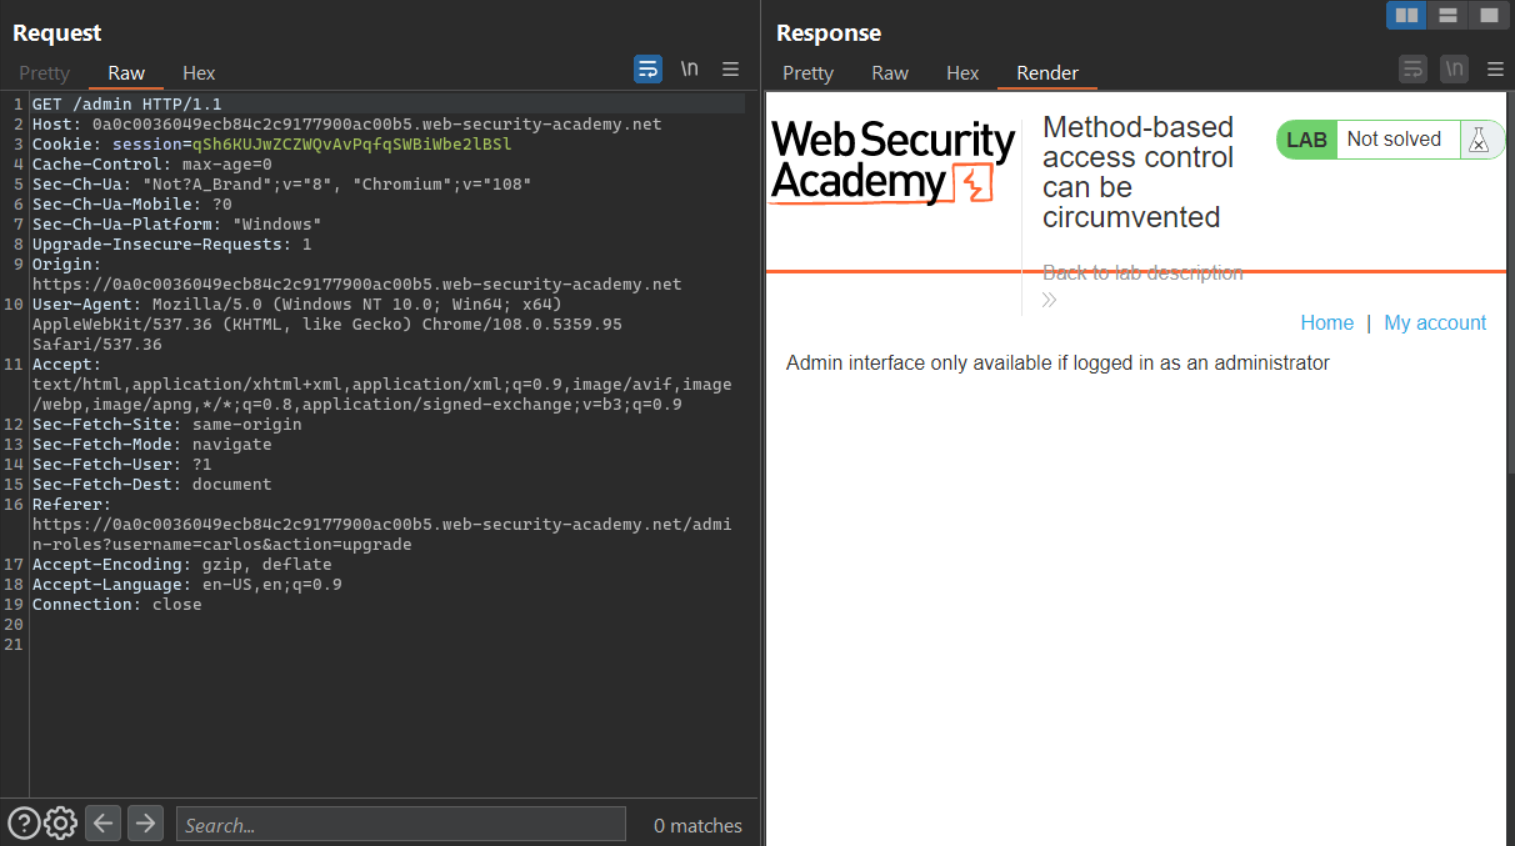 Request
Pretty Raw Hex
\n
1 GET /admin HTTP/1.1
2 Host: 0a0c0036049ecb84c2c9177900ac00b5.web-security-academy.net
3 Cookie: session=qSh6KUJwZCZWQvAvPqfqSWBiWbe2lBSl
4 Cache-Control: max-age=0
5 Sec-Ch-Ua: "Not?A_Brand";v="8", "Chromium";v="108"
6 Sec-Ch-Ua-Mobile: ?0
7 Sec-Ch-Ua-Platform: "Windows"
8 Upgrade-Insecure-Requests: 1
9 Origin:
https://0a0c0036049ecb84c2c9177900ac00b5.web-security-academy.net
10 User-Agent: Mozilla/5.0 (Windows NT 10.0; Win64; x64)
AppleWebKit/537.36 (KHTML, like Gecko) Chrome/108.0.5359.95
Safari/537.36
11 Accept:
text/html,application/xhtml+xml,application/xml;q=0.9,image/avif,image
/webp,image/apng,*/*;q=0.8,application/signed-exchange;v=b3;q=0.9
12 Sec-Fetch-Site: same-origin
13 Sec-Fetch-Mode: navigate
14 Sec-Fetch-User: ?1
15 Sec-Fetch-Dest: document
16 Referer:
https://0a0c0036049ecb84c2c9177900ac00b5.web-security-academy.net/admi
n-roles?username=carlos&action=upgrade
17 Accept-Encoding: gzip, deflate
18 Accept-Language: en-US,en;q=0.9
19 Connection: close
20
21
Search...
0 matches
Response
Pretty Raw Hex Render
\n
Web Security
Academy
Method-based
access control
can be
circumvented
LAB Not solved
Back to lab description
Home | My account
Admin interface only available if logged in as an administrator